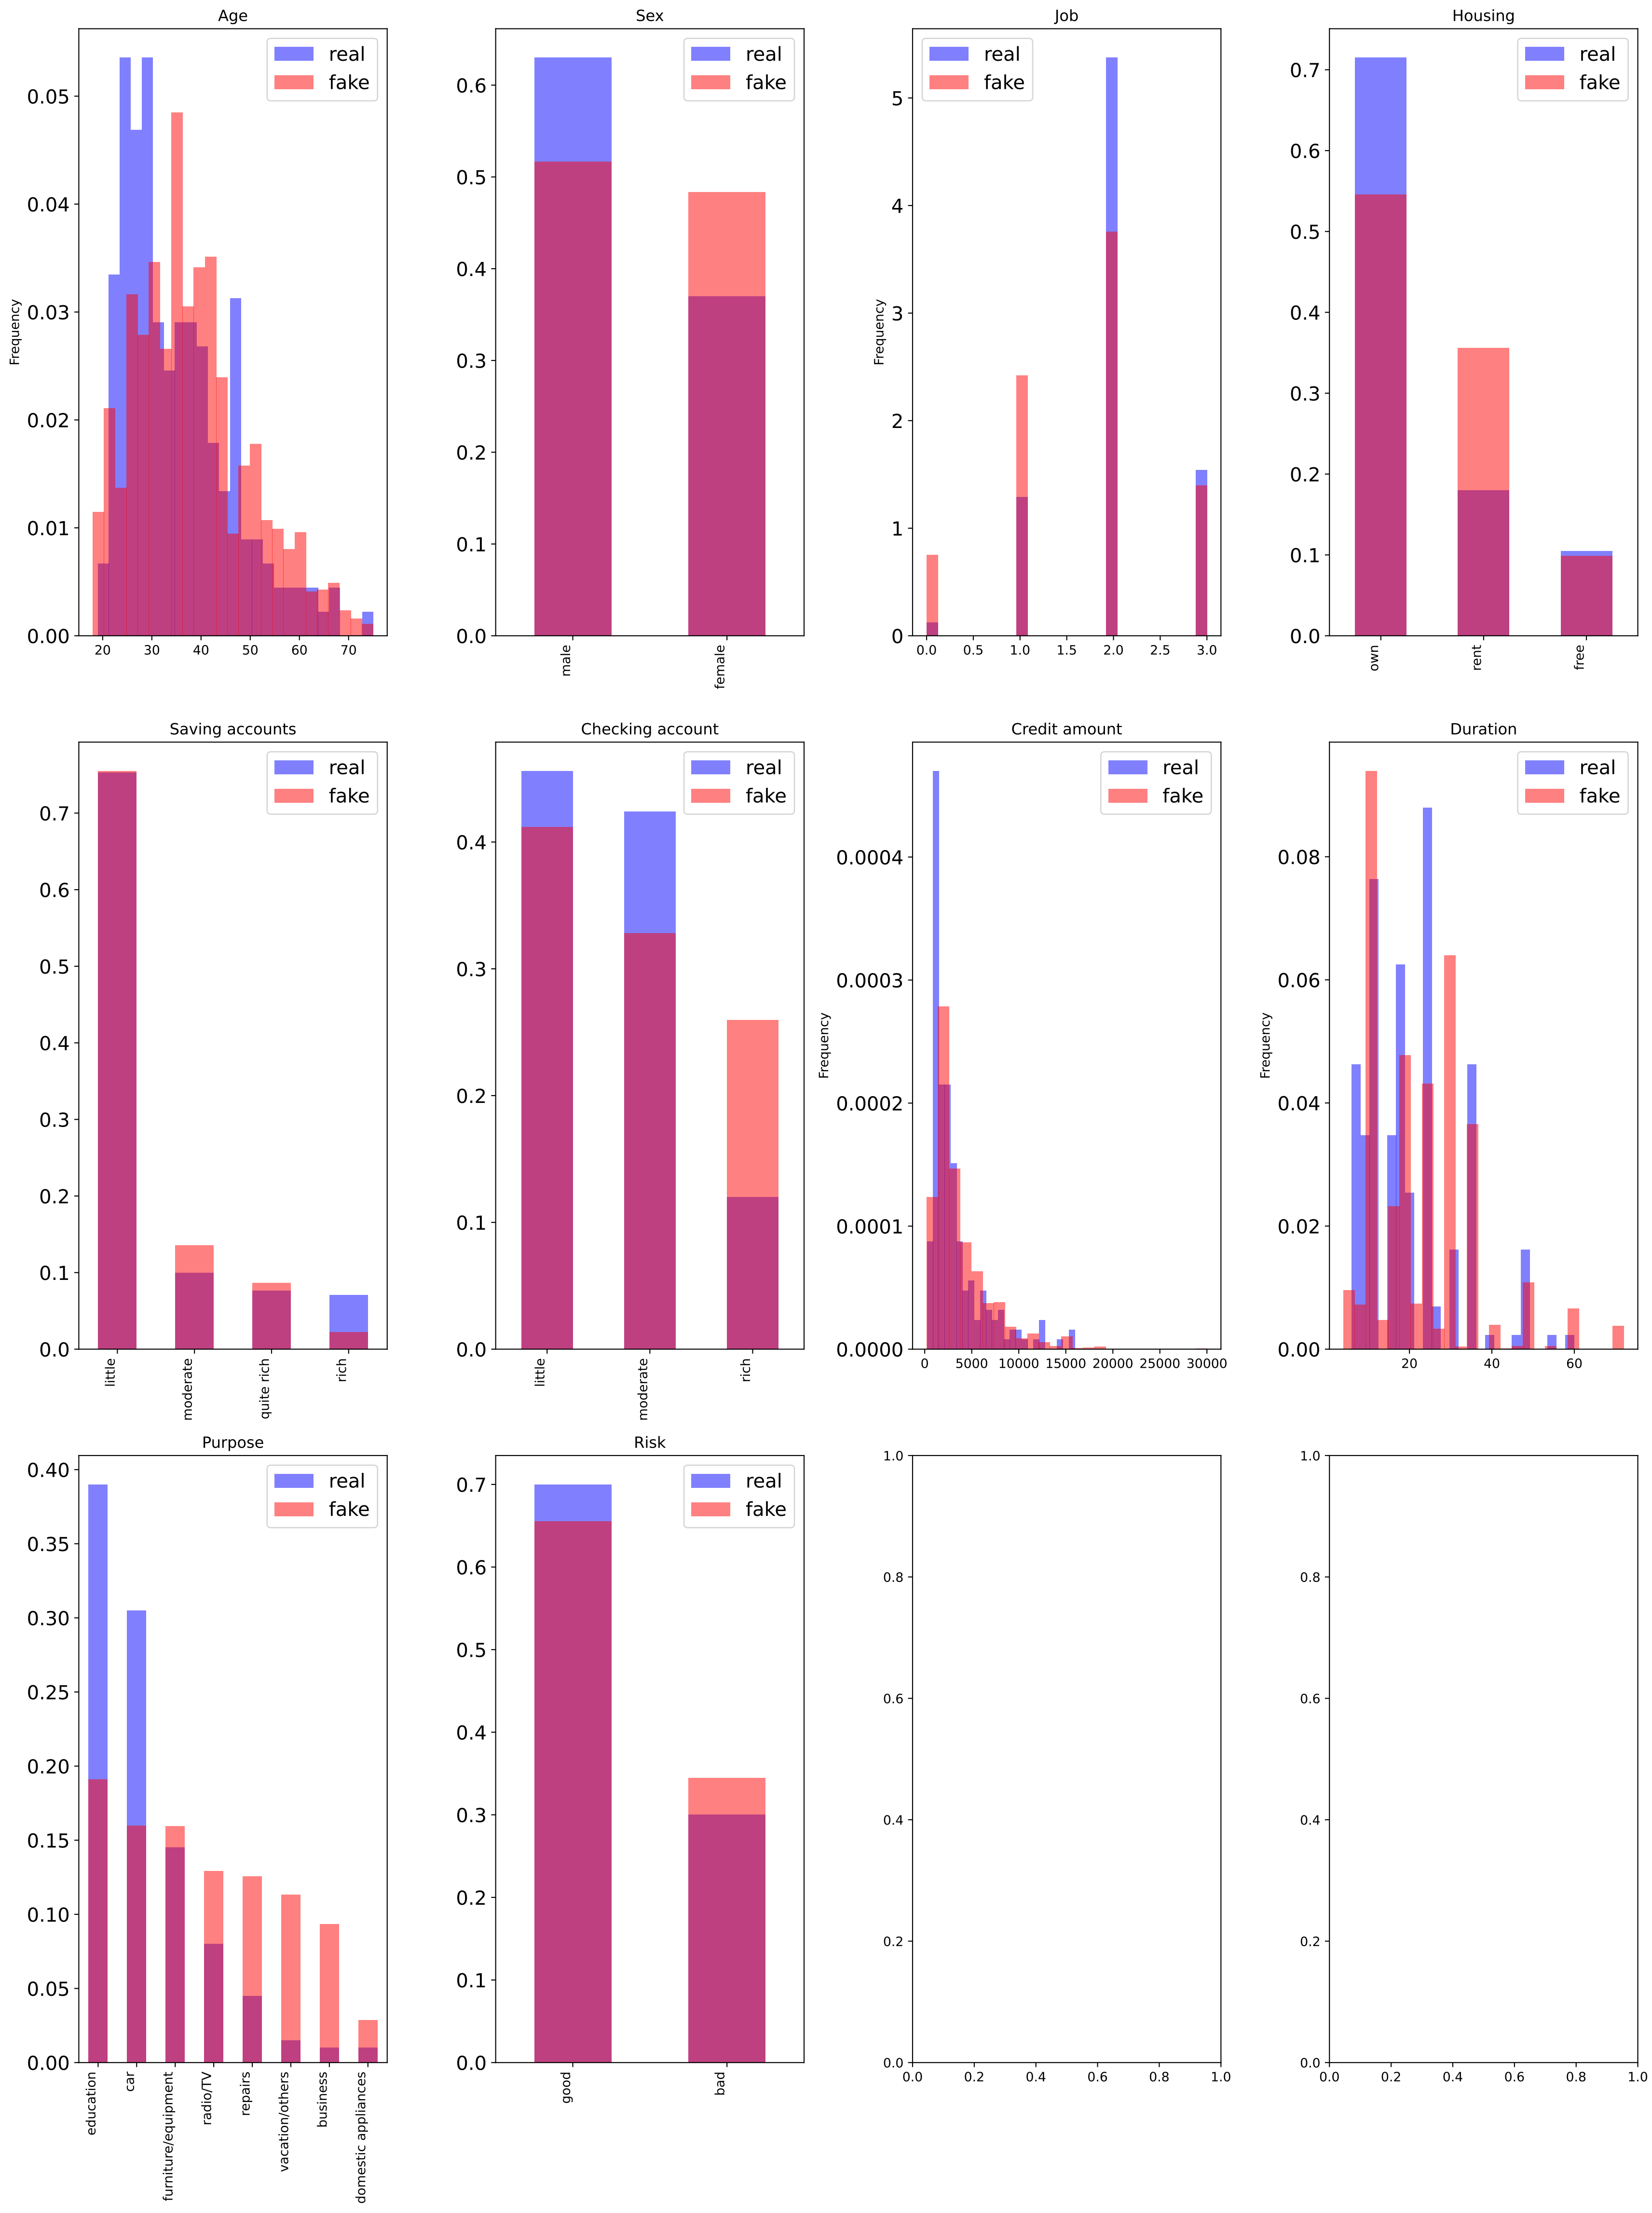 Age
Frequency
0.05
0.04
0.03
0.02
0.01
0.00
20 30 40 50 60 70
real
fake
Sex
0.6
0.5
0.4
0.3
0.2
0.1
0.0
male
female
real
fake
Job
Frequency
5
4
3
2
1
0
0.0 0.5 1.0 1.5 2.0 2.5 3.0
real
fake
Housing
0.7
0.6
0.5
0.4
0.3
0.2
0.1
0.0
own
rent
free
real
fake
Saving accounts
0.7
0.6
0.5
0.4
0.3
0.2
0.1
0.0
little
moderate
quite rich
rich
real
fake
Checking account
0.4
0.3
0.2
0.1
0.0
little
moderate
rich
real
fake
Credit amount
Frequency
0.0004
0.0003
0.0002
0.0001
0.0000
0 5000 10000 15000 20000 25000 30000
real
fake
Duration
Frequency
0.08
0.06
0.04
0.02
0.00
20 40 60
real
fake
Purpose
0.40
0.35
0.30
0.25
0.20
0.15
0.10
0.05
0.00
education
car
furniture/equipment
radio/TV
repairs
vacation/others
business
domestic appliances
real
fake
Risk
0.7
0.6
0.5
0.4
0.3
0.2
0.1
0.0
good
bad
real
fake
1.0
0.8
0.6
0.4
0.2
0.0
0.0 0.2 0.4 0.6 0.8 1.0
1.0
0.8
0.6
0.4
0.2
0.0
0.0 0.2 0.4 0.6 0.8 1.0